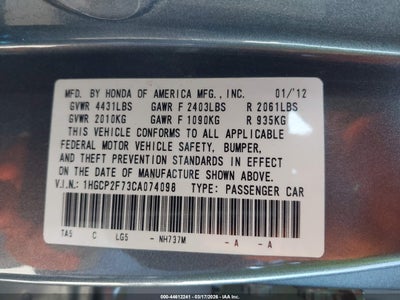 MFD. BY HONDA OF AMERICA MFG., INC. 01/'12
GVWR 4431LBS GAWR F 2403LBS R 2061LBS
GVWR 2010KG GAWR F 1090KG R 935KG
THIS VEHICLE CONFORMS TO ALL APPLICABLE
FEDERAL MOTOR VEHICLE SAFETY, BUMPER,
AND THEFT PREVENTION STANDARDS IN EFFECT
ON THE DATE OF MANUFACTURE SHOWN ABOVE.
V.I.N.: 1HGCP2F73CA074098 TYPE: PASSENGER CAR
TA5 C LG5 - NH737M - A - A
000-44612241 - 03/17/2026 - IAA Inc.